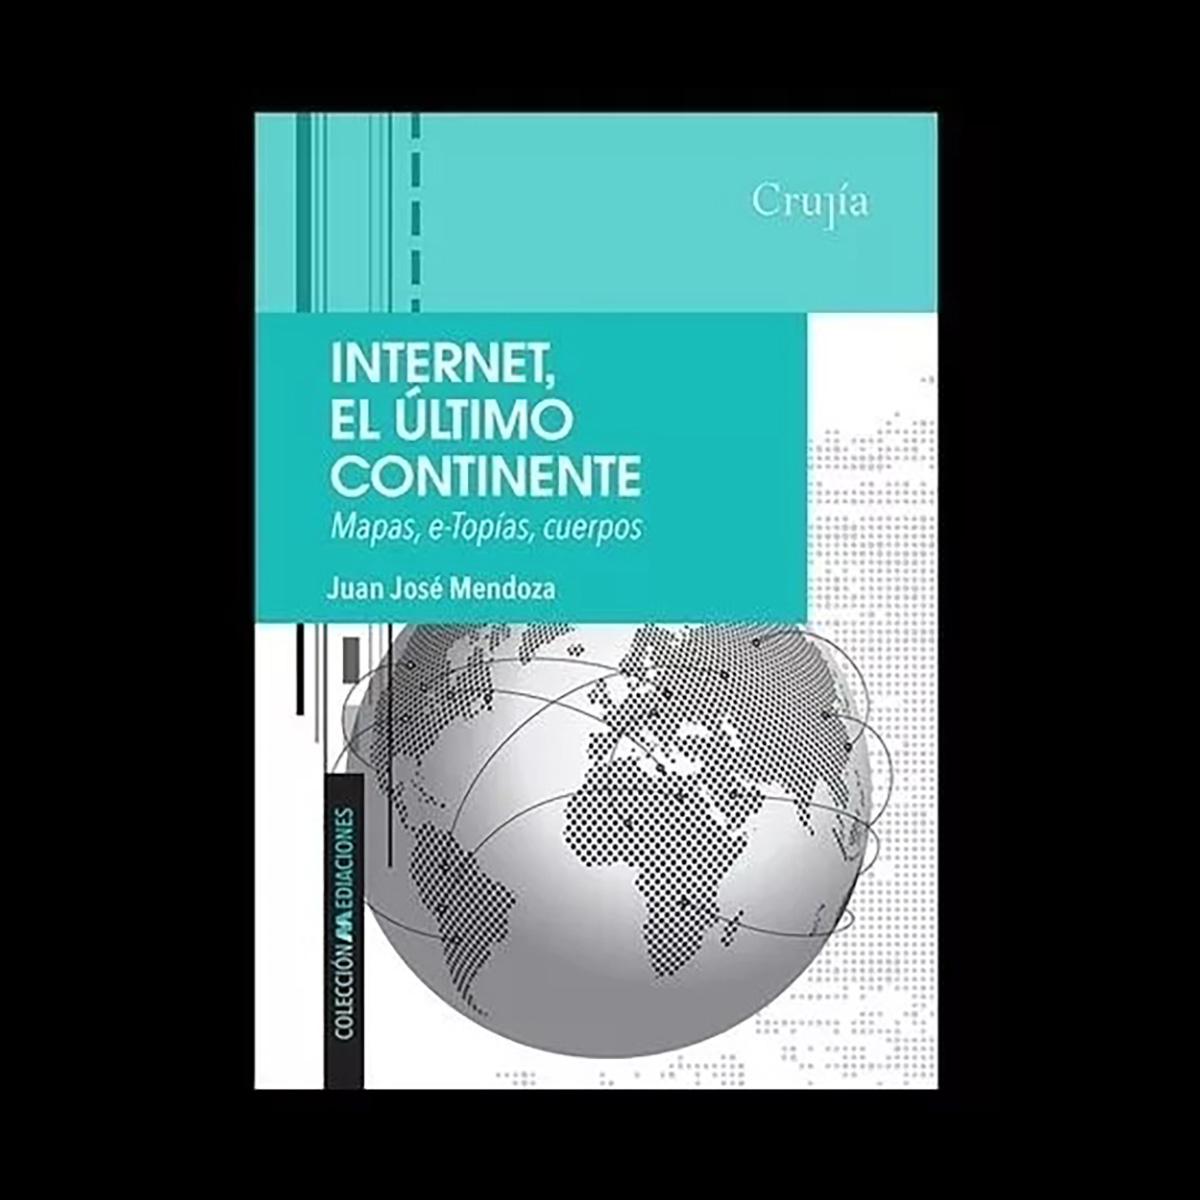 Crujía
INTERNET,
EL ÚLTIMO
CONTINENTE
Mapas, e-Topías, cuerpos
Juan José Mendoza
COLECCIÓN MEDIACIONES